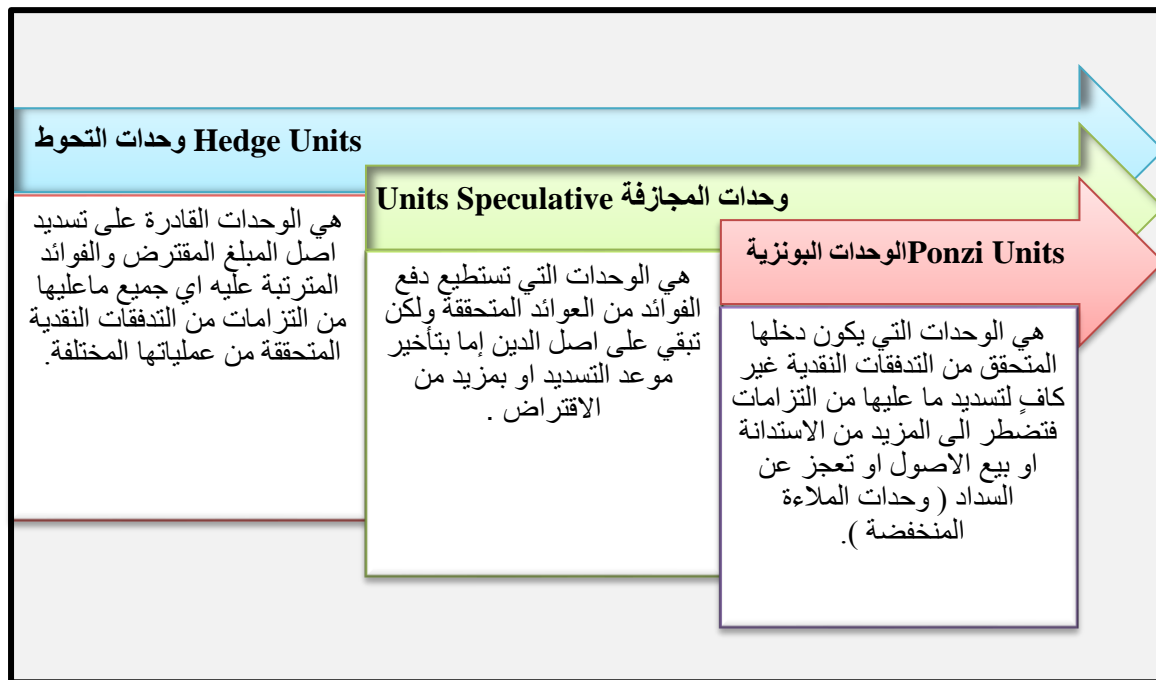 وحدات التحوط Hedge Units
هي الوحدات القادرة على تسديد
اصل المبلغ المقترض والفوائد
المترتبة عليه اي جميع ماعليها
من التزامات من التدفقات النقدية
المتحققة من عملياتها المختلفة.
وحدات المجازفة Units Speculative
هي الوحدات التي تستطيع دفع
الفوائد من العوائد المتحققة ولكن
تبقي على اصل الدين إما بتأخير
موعد التسديد او بمزيد من
الاقتراض .
الوحدات البونزية Ponzi Units
هي الوحدات التي يكون دخلها
المتحقق من التدفقات النقدية غير
كافٍ لتسديد ما عليها من التزامات
فتضطر الى المزيد من الاستدانة
او بيع الاصول او تعجز عن
السداد ( وحدات الملاءة
المنخفضة ).